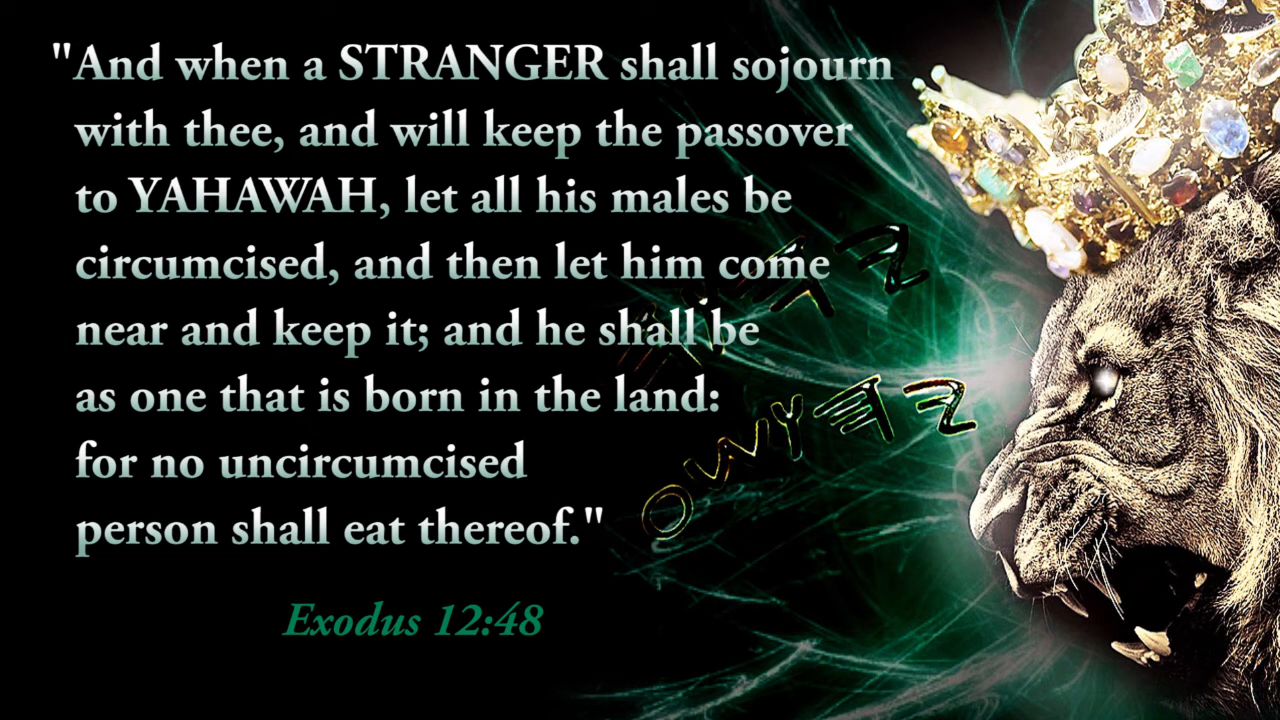 "And when a STRANGER shall sojourn
with thee, and will keep the passover
to YAHAWAH, let all his males be
circumcised, and then let him come
near and keep it; and he shall be
as one that is born in the land:
for no uncircumcised
person shall eat thereof."
Exodus 12:48
𐤉𐤄𐤅𐤄
𐤉𐤄𐤅𐤔𐤏